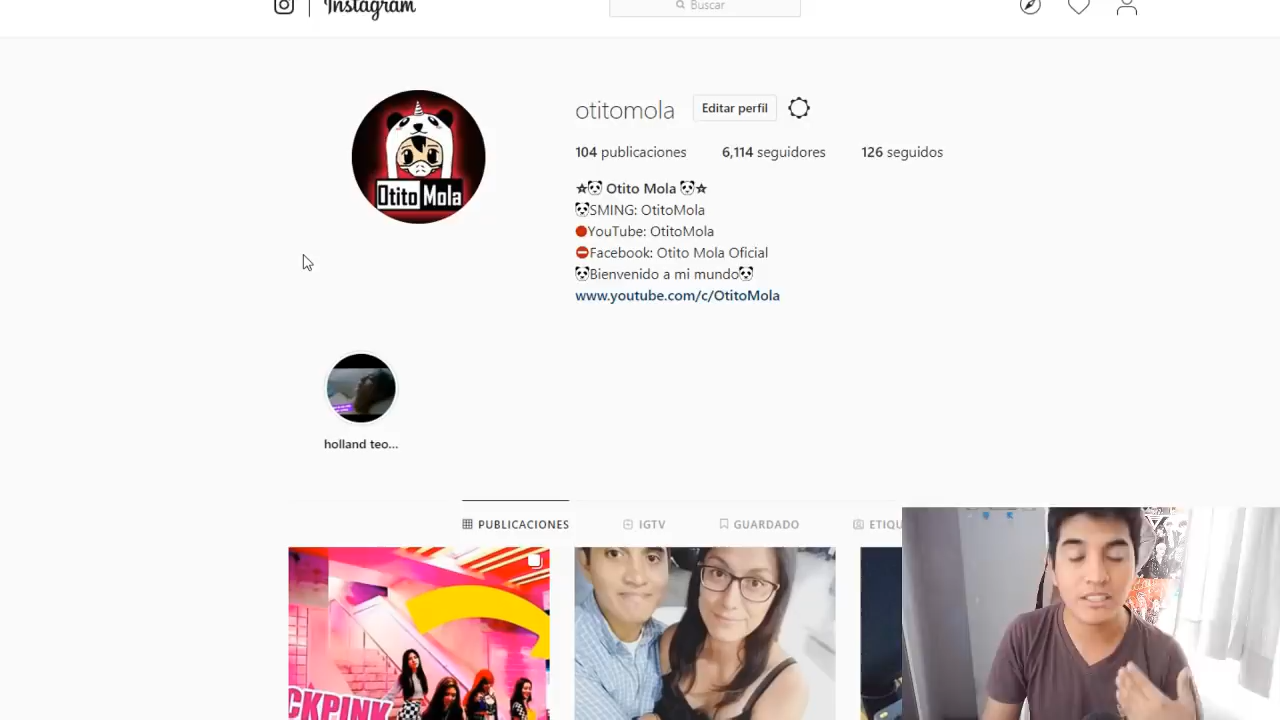 Instagram
Buscar
otitomola
Editar perfil
104 publicaciones
6,114 seguidores
126 seguidos
☆🐼 Otito Mola 🐼☆
🐼SMING: OtitoMola
🔴YouTube: OtitoMola
⛔Facebook: Otito Mola Oficial
🐼Bienvenido a mi mundo🐼
www.youtube.com/c/OtitoMola
Otito Mola
holland teo...
PUBLICACIONES
IGTV
GUARDADO
ETIQU
CKPINK